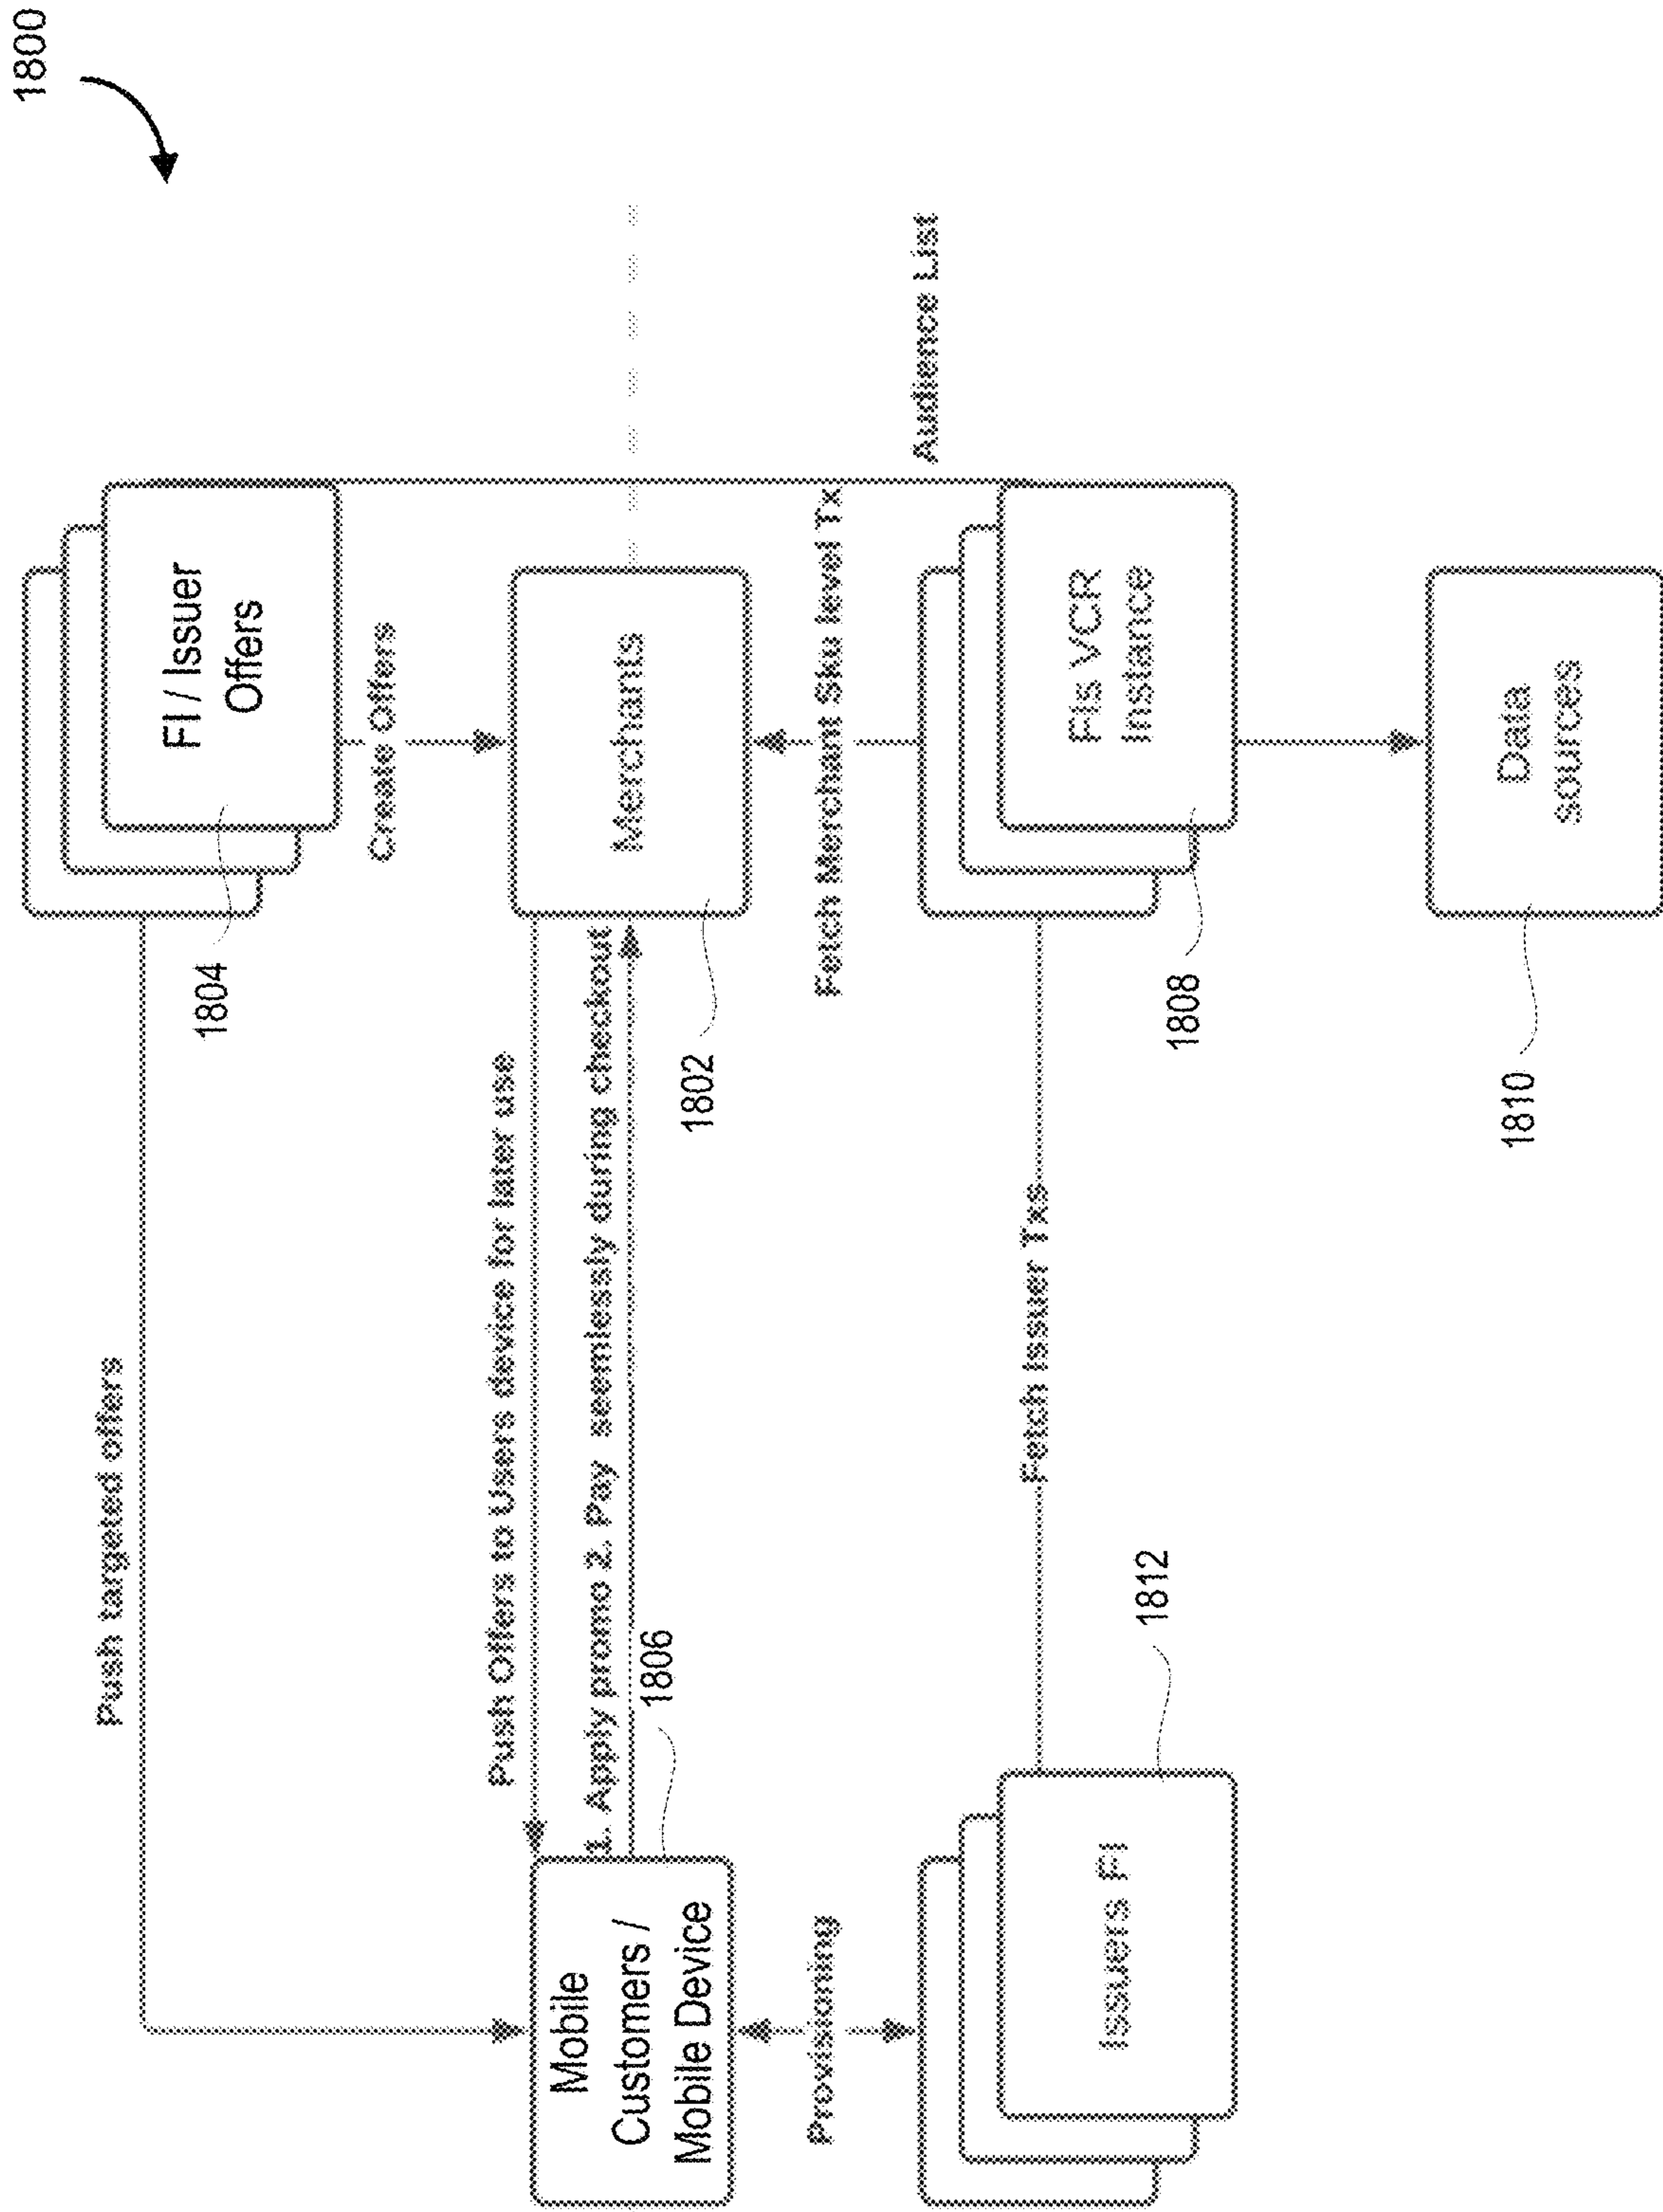 1800
Push targeted offers
FI / Issuer
Offers
1804
Create Offers
Push Offers to Users device for later use
1. Apply promo 2. Pay seemlessly during checkout
Mobile
Customers /
Mobile Device
1806
Merchants
1802
Provisioning
Fetch Merchant Sku level Tx
Audience List
Fetch Issuer Txs
Issuers FI
1812
FIs VCR
Instance
1808
Data
sources
1810